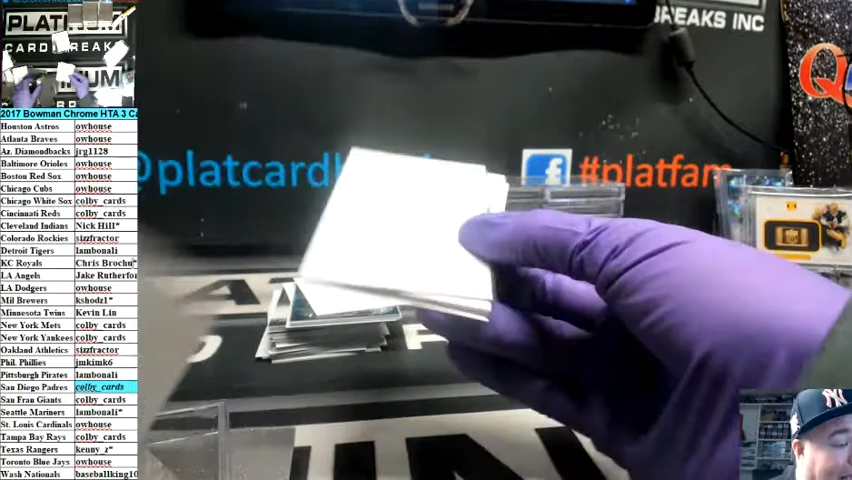 PLATINUM
CARD BREAKS
BREAKS INC
@platcardbr
#platfam
2017 Bowman Chrome HTA 3 Ca
Houston Astros owhouse
Atlanta Braves owhouse
Az. Diamondbacks jrg1128
Baltimore Orioles owhouse
Boston Red Sox owhouse
Chicago Cubs owhouse
Chicago White Sox colby_cards
Cincinnati Reds colby_cards
Cleveland Indians Nick Hill*
Colorado Rockies sizzfractor
Detroit Tigers lambonali
KC Royals Chris Brochu*
LA Angels Jake Rutherfor
LA Dodgers owhouse
Mil Brewers kshodz1*
Minnesota Twins Kevin Lin
New York Mets colby_cards
New York Yankees colby_cards
Oakland Athletics sizzfractor
Phil. Phillies jmkimk6
Pittsburgh Pirates lambonali
San Diego Padres colby_cards
San Fran Giants colby_cards
Seattle Mariners lambonali*
St. Louis Cardinals owhouse
Tampa Bay Rays colby_cards
Texas Rangers kenny_z*
Toronto Blue Jays owhouse
Wash Nationals baseballking10